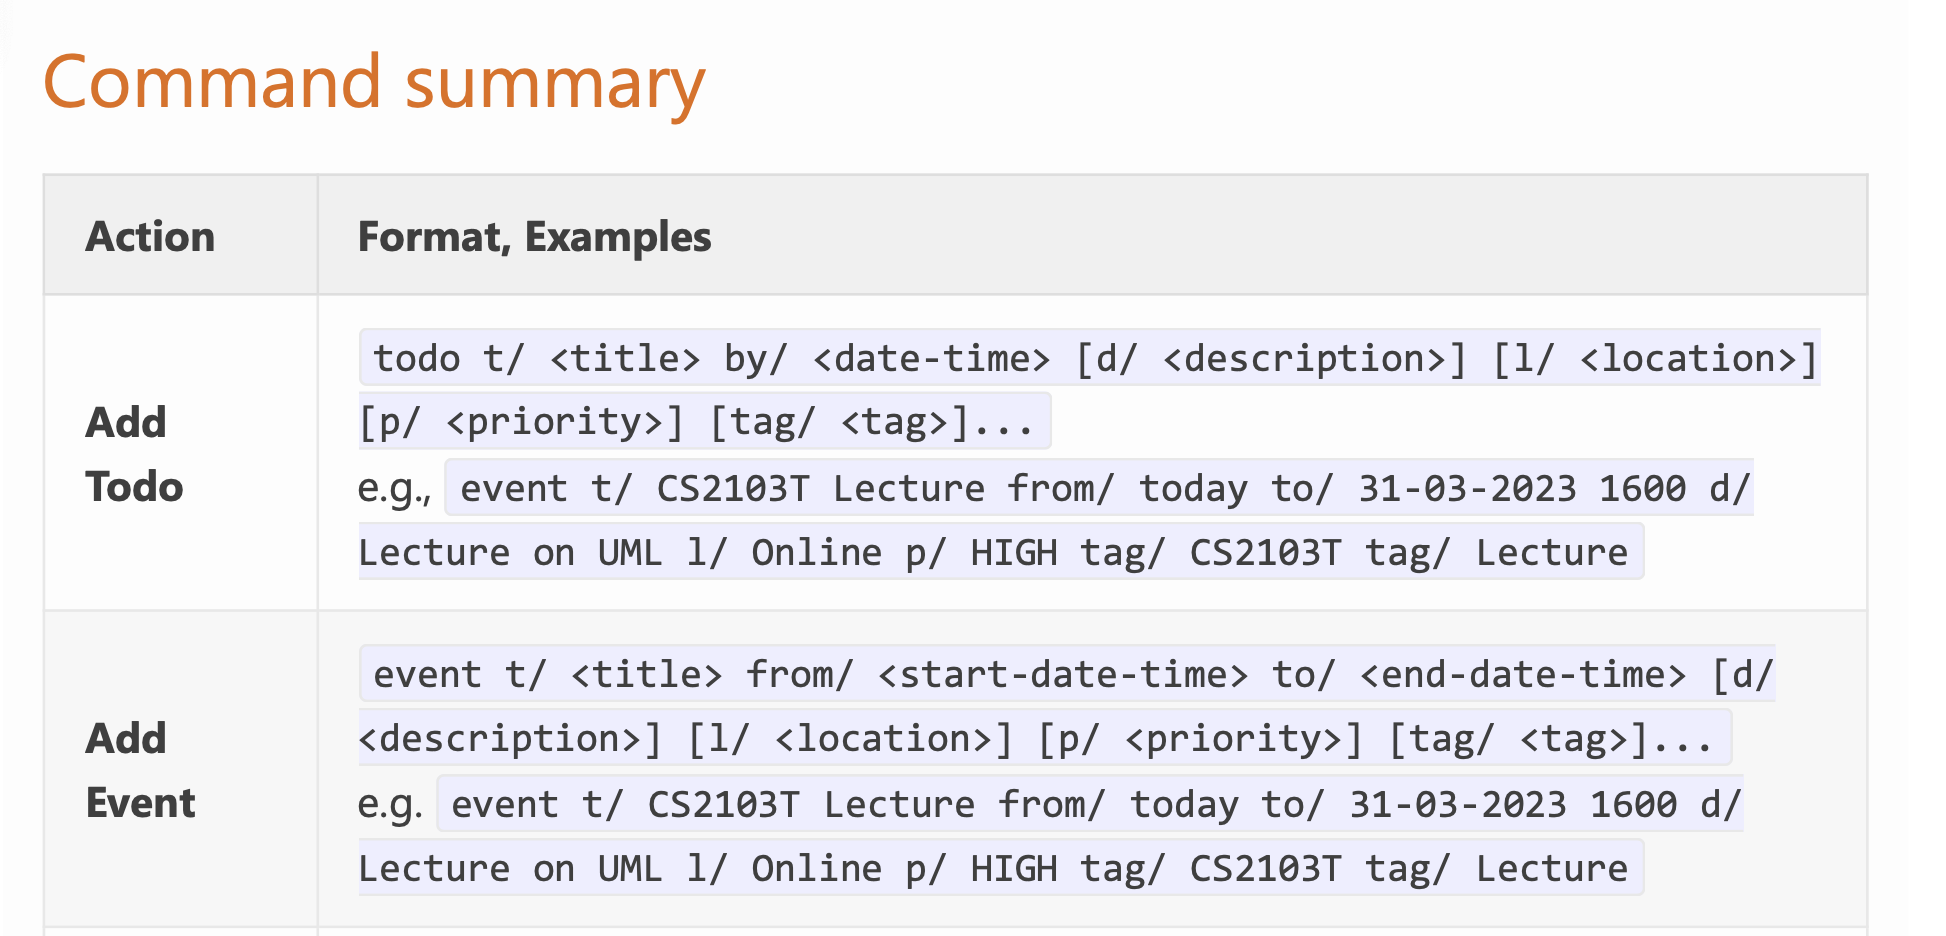 Command summary
Action
Format, Examples
Add
Todo
todo t/ <title> by/ <date-time> [d/ <description>] [l/ <location>]
[p/ <priority>] [tag/ <tag>]...
e.g., event t/ CS2103T Lecture from/ today to/ 31-03-2023 1600 d/
Lecture on UML l/ Online p/ HIGH tag/ CS2103T tag/ Lecture
Add
Event
event t/ <title> from/ <start-date-time> to/ <end-date-time> [d/
<description>] [l/ <location>] [p/ <priority>] [tag/ <tag>]...
e.g. event t/ CS2103T Lecture from/ today to/ 31-03-2023 1600 d/
Lecture on UML l/ Online p/ HIGH tag/ CS2103T tag/ Lecture